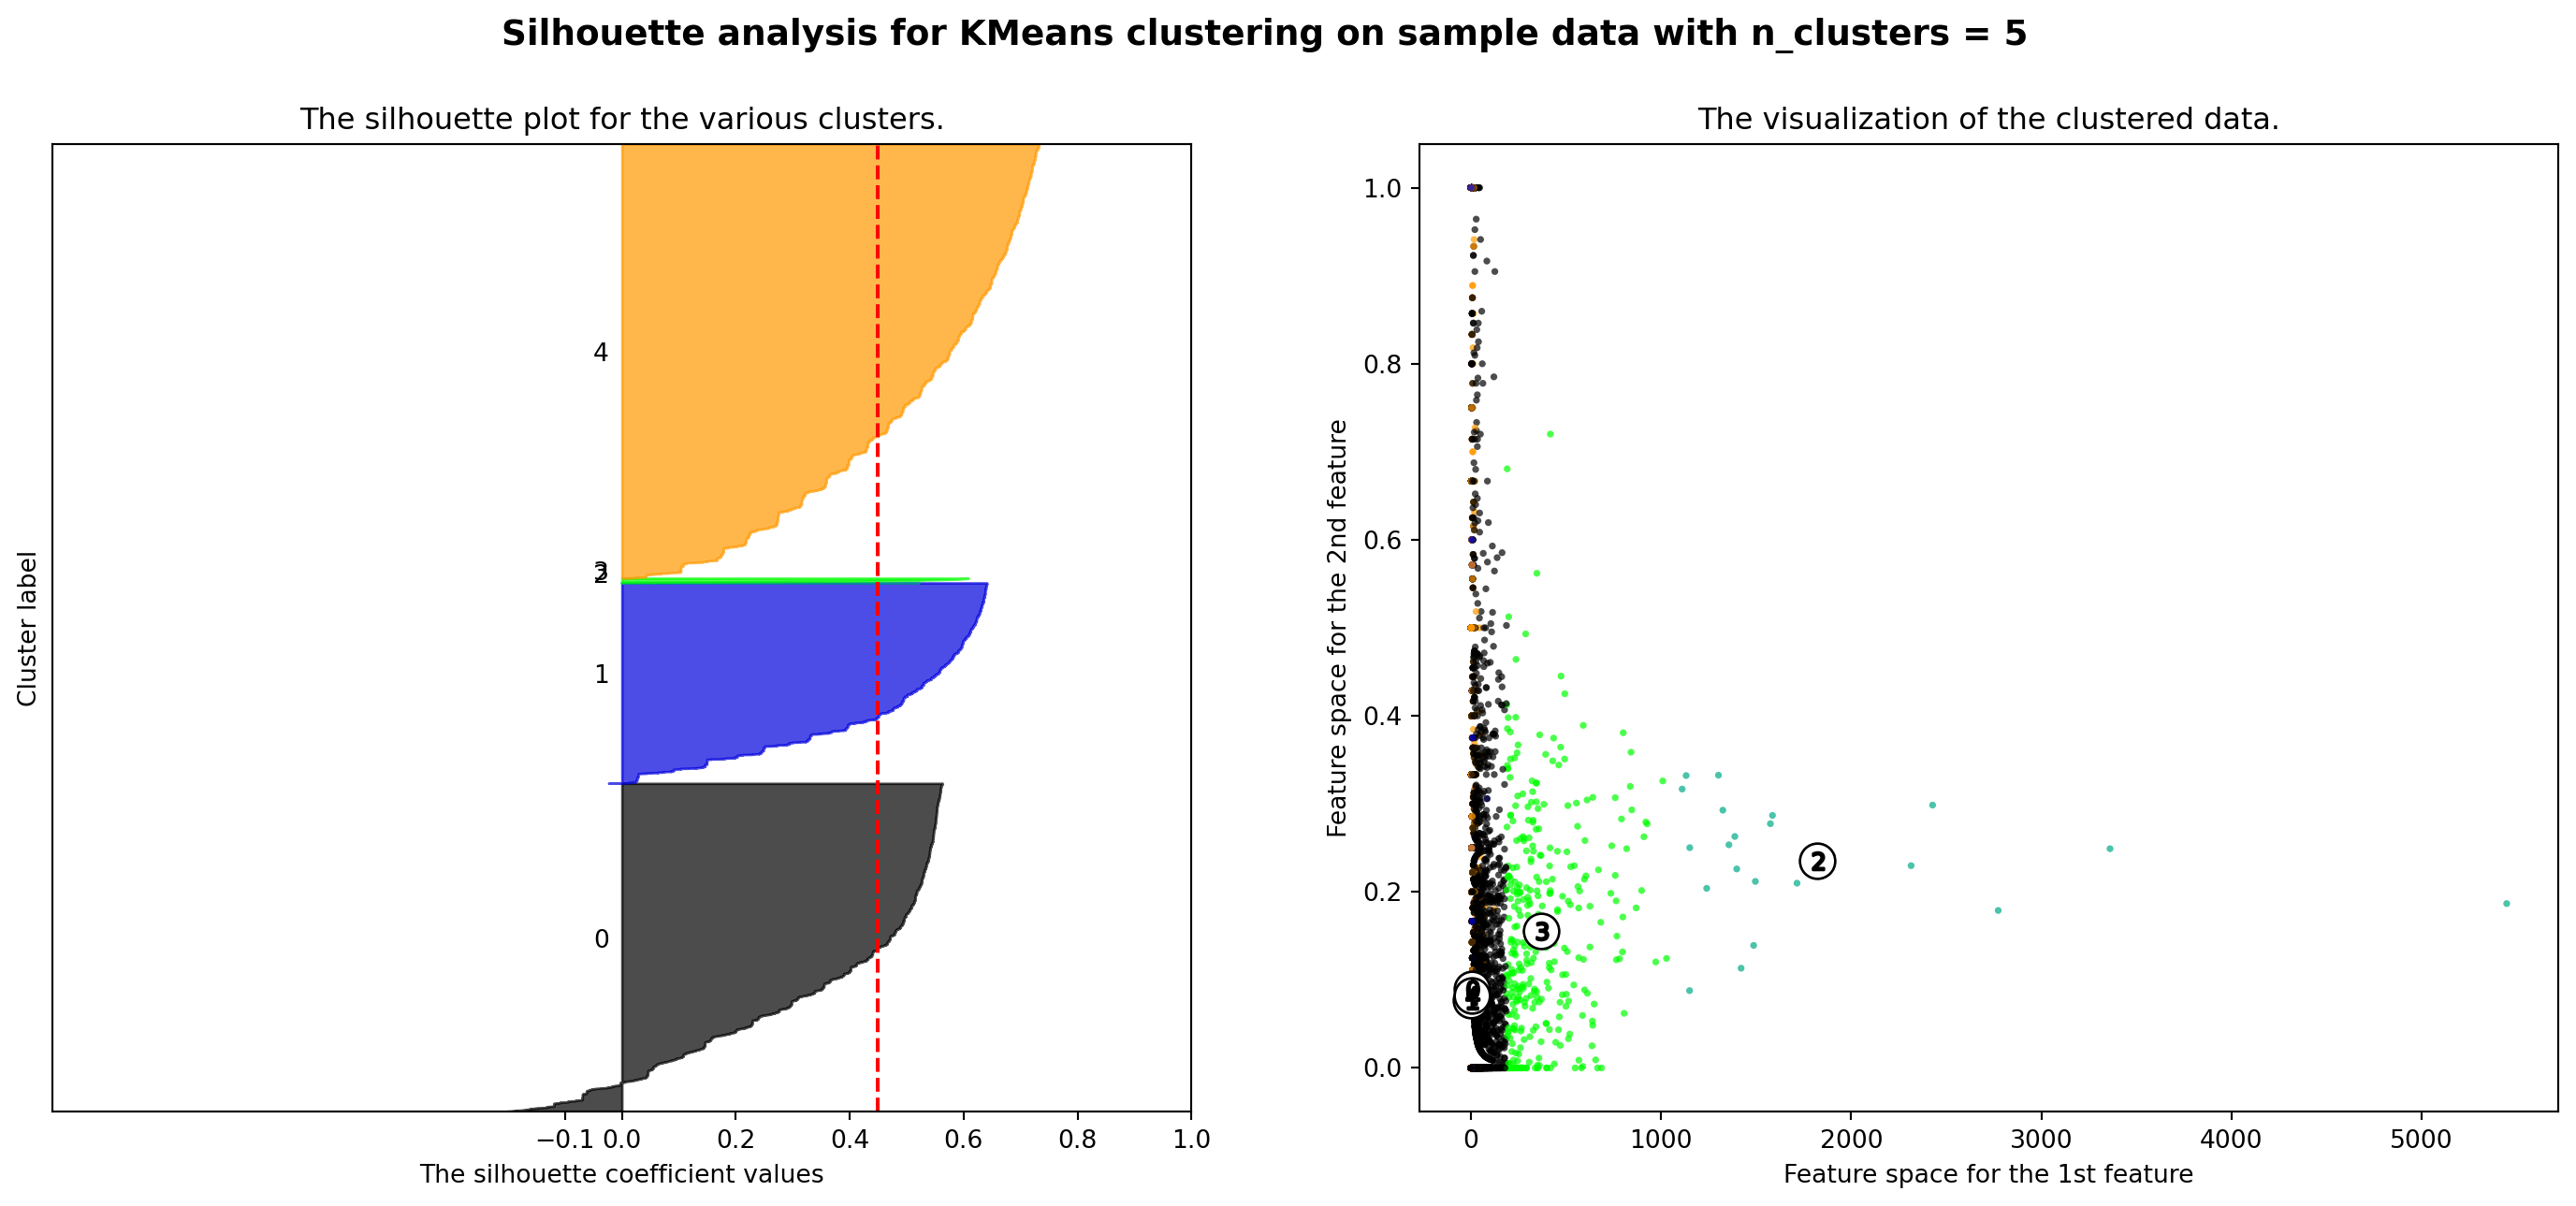 Silhouette analysis for KMeans clustering on sample data with n_clusters = 5
The silhouette plot for the various clusters.
Cluster label
4
3
2
1
0
−0.1 0.0 0.2 0.4 0.6 0.8 1.0
The silhouette coefficient values
The visualization of the clustered data.
Feature space for the 2nd feature
1.0
0.8
0.6
0.4
0.2
0.0
2
3
0 1000 2000 3000 4000 5000
Feature space for the 1st feature